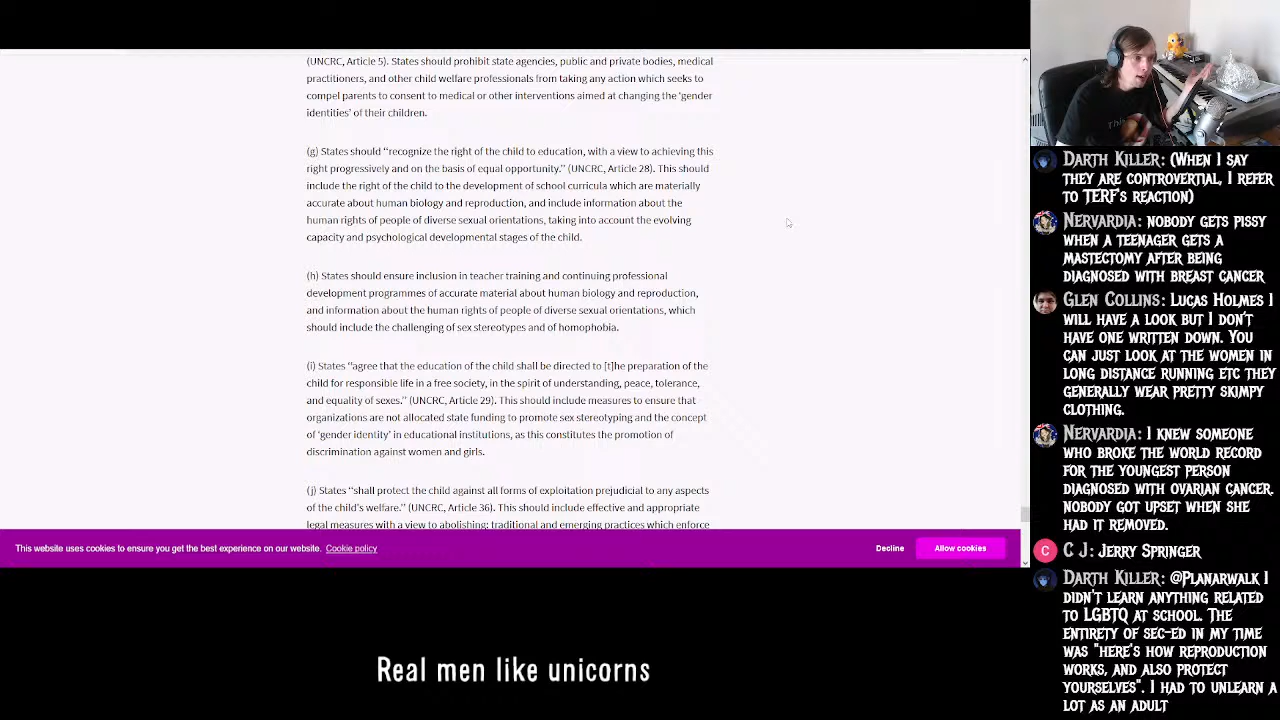 (UNCRC, Article 5). States should prohibit state agencies, public and private bodies, medical
practitioners, and other child welfare professionals from taking any action which seeks to
compel parents to consent to medical or other interventions aimed at changing the ‘gender
identities’ of their children.
(g) States should “recognize the right of the child to education, with a view to achieving this
right progressively and on the basis of equal opportunity.” (UNCRC, Article 28). This should
include the right of the child to the development of school curricula which are materially
accurate about human biology and reproduction, and include information about the
human rights of people of diverse sexual orientations, taking into account the evolving
capacity and psychological developmental stages of the child.
(h) States should ensure inclusion in teacher training and continuing professional
development programmes of accurate material about human biology and reproduction,
and information about the human rights of people of diverse sexual orientations, which
should include the challenging of sex stereotypes and of homophobia.
(i) States “agree that the education of the child shall be directed to [t]he preparation of the
child for responsible life in a free society, in the spirit of understanding, peace, tolerance,
and equality of sexes.” (UNCRC, Article 29). This should include measures to ensure that
organizations are not allocated state funding to promote sex stereotyping and the concept
of ‘gender identity’ in educational institutions, as this constitutes the promotion of
discrimination against women and girls.
(j) States “shall protect the child against all forms of exploitation prejudicial to any aspects
of the child’s welfare.” (UNCRC, Article 36). This should include effective and appropriate
legal measures with a view to abolishing: traditional and emerging practices which enforce
This website uses cookies to ensure you get the best experience on our website. Cookie policy
Decline
Allow cookies
Real men like unicorns
DARTH KILLER: (WHEN I SAY
THEY ARE CONTROVERTIAL, I REFER
TO TERF'S REACTION)
NERVARDIA: NOBODY GETS PISSY
WHEN A TEENAGER GETS A
MASTECTOMY AFTER BEING
DIAGNOSED WITH BREAST CANCER
GLEN COLLINS: LUCAS HOLMES I
WILL HAVE A LOOK BUT I DON'T
HAVE ONE WRITTEN DOWN. YOU
CAN JUST LOOK AT THE WOMEN IN
LONG DISTANCE RUNNING ETC THEY
GENERALLY WEAR PRETTY SKIMPY
CLOTHING.
NERVARDIA: I KNEW SOMEONE
WHO BROKE THE WORLD RECORD
FOR THE YOUNGEST PERSON
DIAGNOSED WITH OVARIAN CANCER.
NOBODY GOT UPSET WHEN SHE
HAD IT REMOVED.
C
C J: JERRY SPRINGER
DARTH KILLER: @PLANARWALK I
DIDN'T LEARN ANYTHING RELATED
TO LGBTQ AT SCHOOL. THE
ENTIRETY OF SEC-ED IN MY TIME
WAS "HERE'S HOW REPRODUCTION
WORKS, AND ALSO PROTECT
YOURSELVES". I HAD TO UNLEARN A
LOT AS AN ADULT